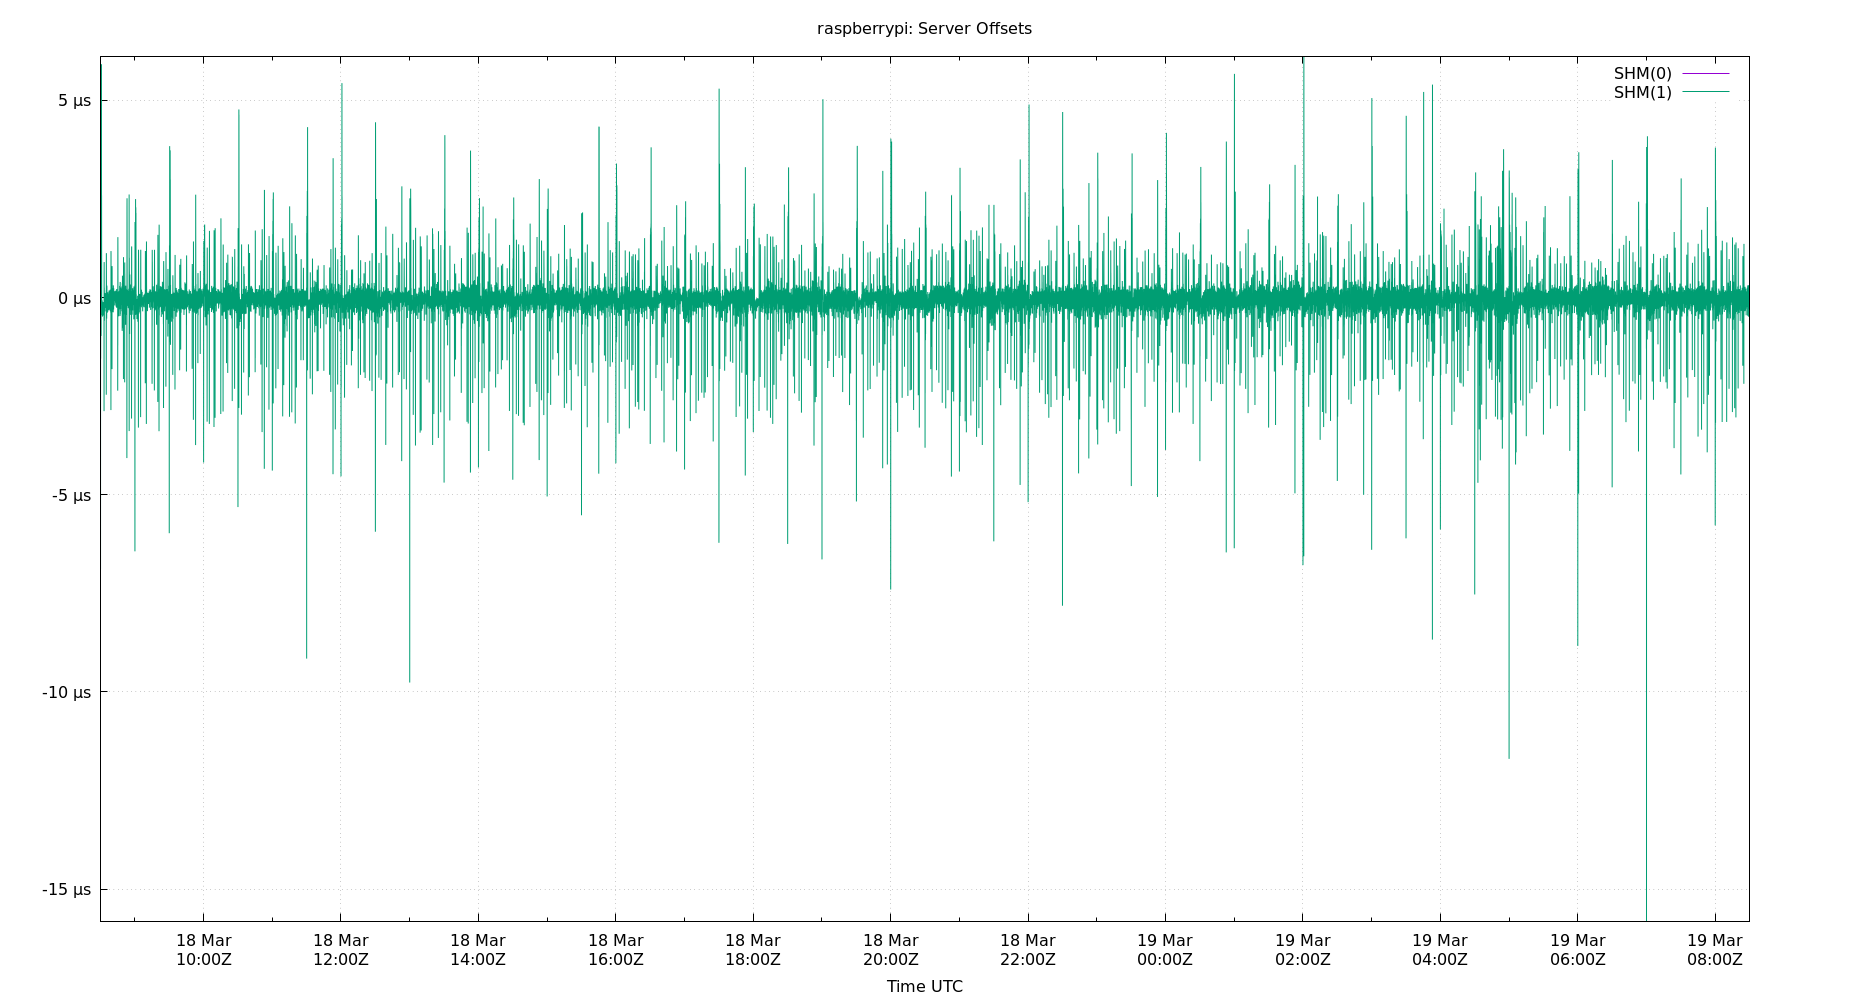 raspberrypi: Server Offsets
SHM(0)
SHM(1)
5 µs
0 µs
-5 µs
-10 µs
-15 µs
18 Mar 18 Mar 18 Mar 18 Mar 18 Mar 18 Mar 18 Mar 19 Mar 19 Mar 19 Mar 19 Mar 19 Mar
10:00Z 12:00Z 14:00Z 16:00Z 18:00Z 20:00Z 22:00Z 00:00Z 02:00Z 04:00Z 06:00Z 08:00Z
Time UTC